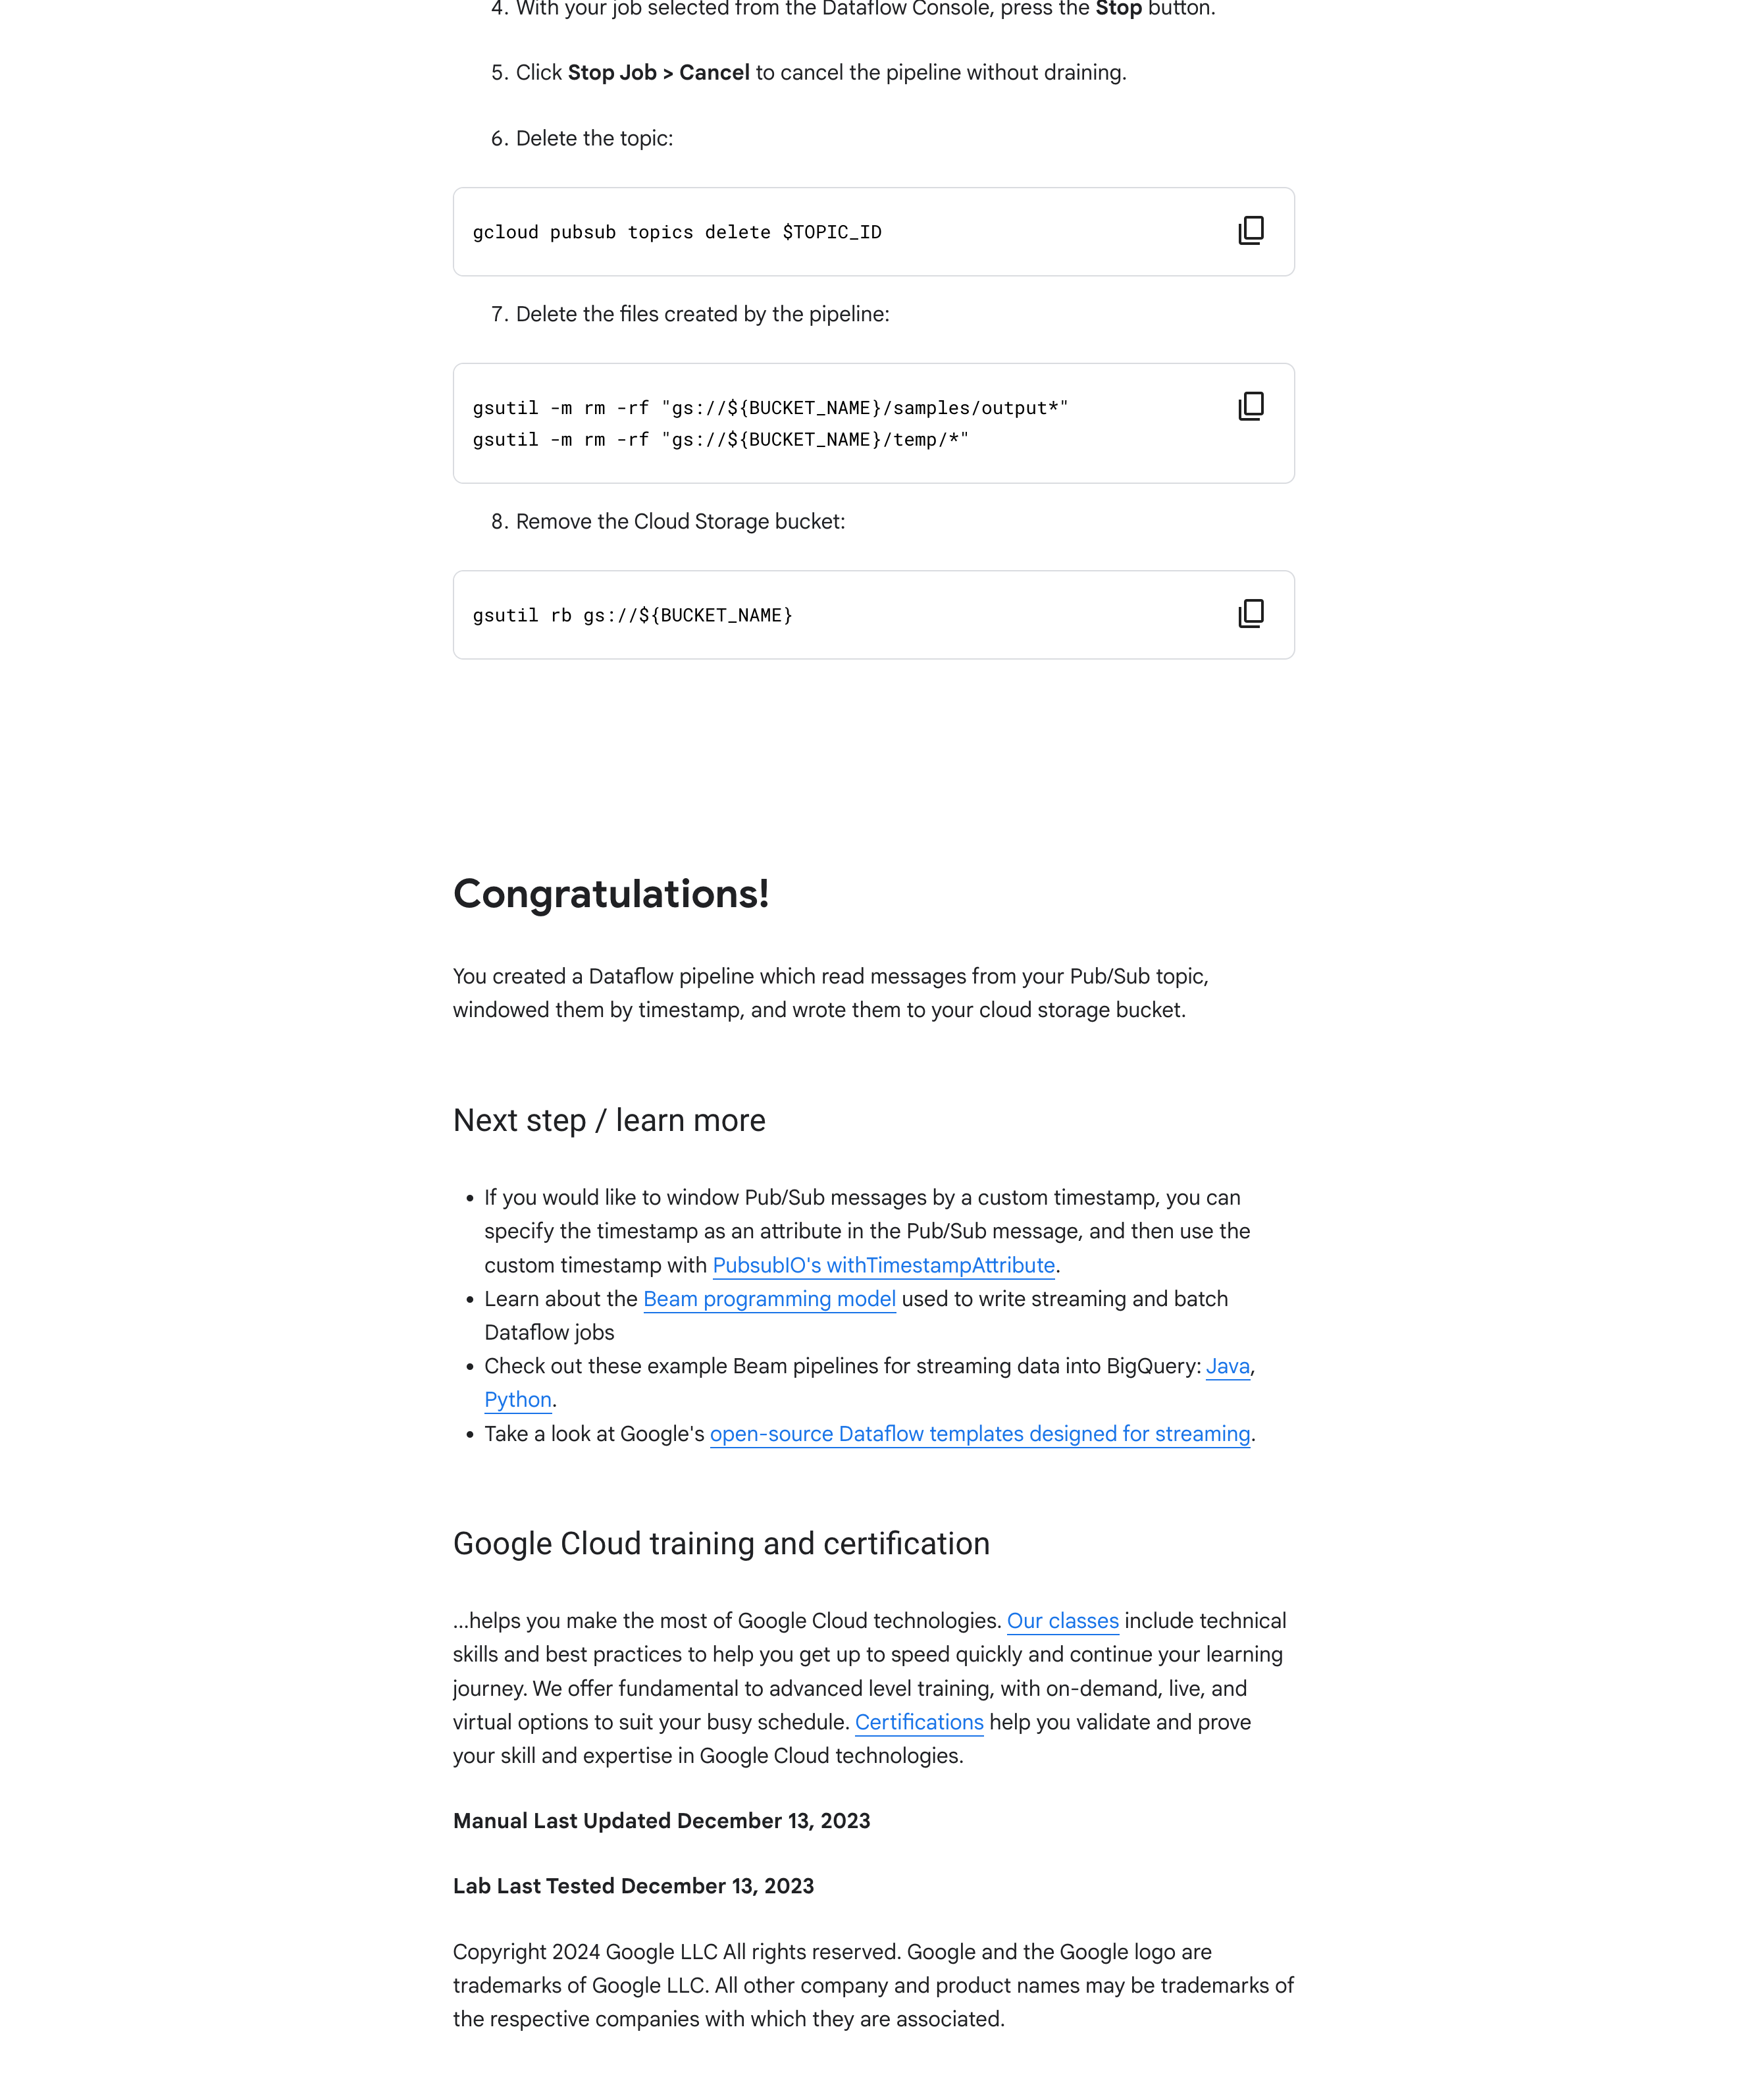 4. With your job selected from the Dataflow Console, press the Stop button.
5. Click Stop Job > Cancel to cancel the pipeline without draining.
6. Delete the topic:
gcloud pubsub topics delete $TOPIC_ID
7. Delete the files created by the pipeline:
gsutil -m rm -rf "gs://${BUCKET_NAME}/samples/output*"
gsutil -m rm -rf "gs://${BUCKET_NAME}/temp/*"
8. Remove the Cloud Storage bucket:
gsutil rb gs://${BUCKET_NAME}
Congratulations!
You created a Dataflow pipeline which read messages from your Pub/Sub topic,
windowed them by timestamp, and wrote them to your cloud storage bucket.
Next step / learn more
• If you would like to window Pub/Sub messages by a custom timestamp, you can
specify the timestamp as an attribute in the Pub/Sub message, and then use the
custom timestamp with PubsubIO's withTimestampAttribute.
• Learn about the Beam programming model used to write streaming and batch
Dataflow jobs
• Check out these example Beam pipelines for streaming data into BigQuery: Java,
Python.
• Take a look at Google's open-source Dataflow templates designed for streaming.
Google Cloud training and certification
...helps you make the most of Google Cloud technologies. Our classes include technical
skills and best practices to help you get up to speed quickly and continue your learning
journey. We offer fundamental to advanced level training, with on-demand, live, and
virtual options to suit your busy schedule. Certifications help you validate and prove
your skill and expertise in Google Cloud technologies.
Manual Last Updated December 13, 2023
Lab Last Tested December 13, 2023
Copyright 2024 Google LLC All rights reserved. Google and the Google logo are
trademarks of Google LLC. All other company and product names may be trademarks of
the respective companies with which they are associated.